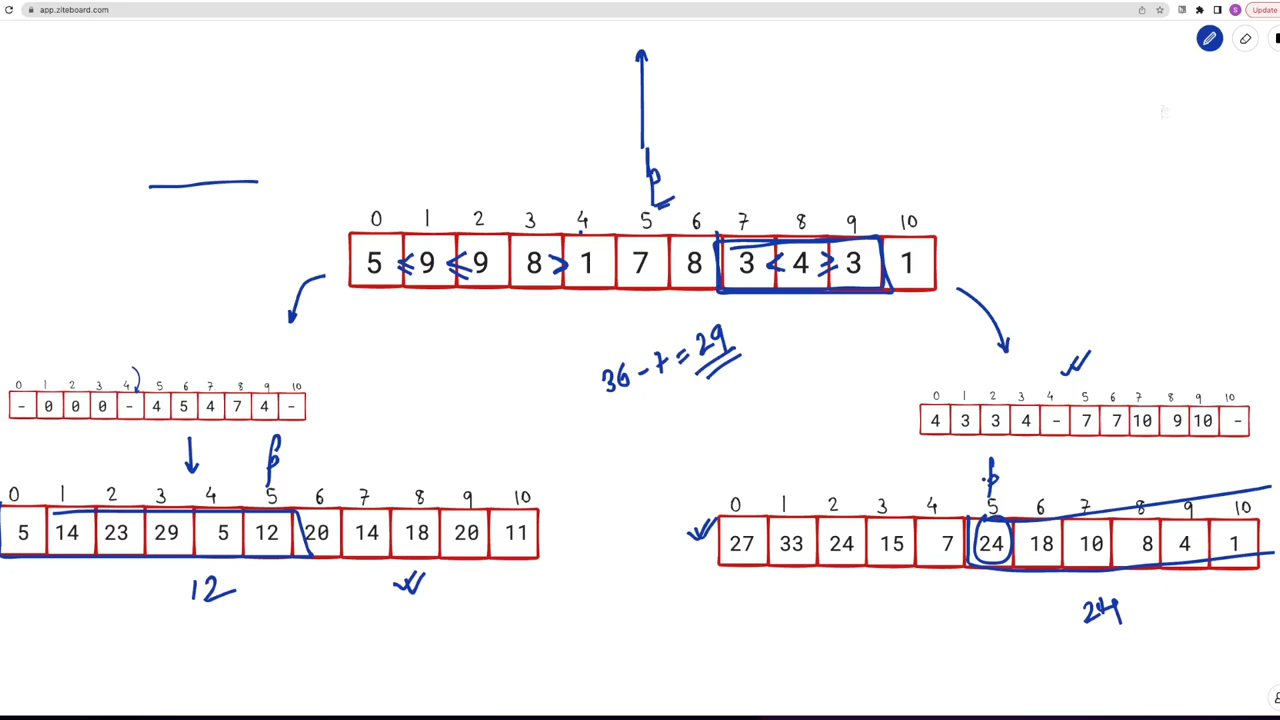 app.ziteboard.com
S
Update
p
0 1 2 3 4 5 6 7 8 9 10
5 ≤ 9 ≤ 9 8 > 1 7 8 3 < 4 ≥ 3 1
36 - 7 = 29
0 1 2 3 4 5 6 7 8 9 10
- 0 0 0 - 4 5 4 7 4 -
p
0 1 2 3 4 5 6 7 8 9 10
5 14 23 29 5 12 20 14 18 20 11
12
0 1 2 3 4 5 6 7 8 9 10
4 3 3 4 - 7 7 10 9 10 -
p
0 1 2 3 4 5 6 7 8 9 10
27 33 24 15 7 24 18 10 8 4 1
24